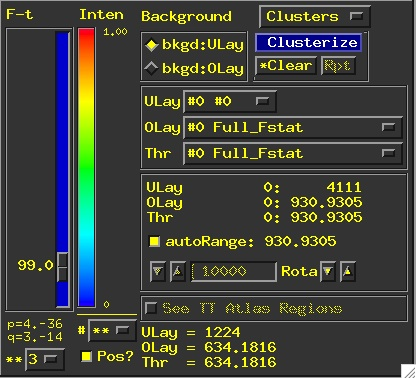 F-t Inten Background Clusters
1.00
bkgd:ULay Clusterize
bkgd:OLay *Clear Rpt
ULay #0 #0
OLay #0 Full_Fstat
Thr #0 Full_Fstat
ULay 0: 4111
OLay 0: 930.9305
Thr 0: 930.9305
autoRange: 930.9305
99.0
10000 Rota
0
See TT Atlas Regions
p=4.-36
q=3.-14
# **
ULay = 1224
OLay = 634.1816
** 3 Pos?
Thr = 634.1816